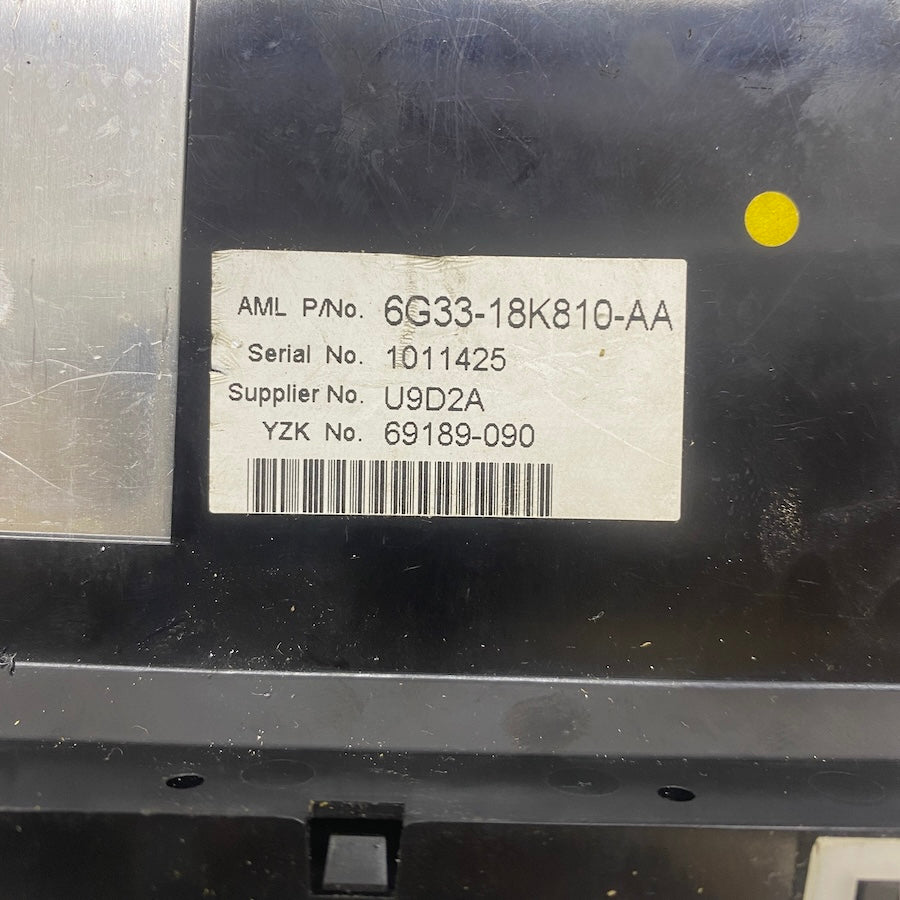 AML P/No. 6G33-18K810-AA
Serial No. 1011425
Supplier No. U9D2A
YZK No. 69189-090